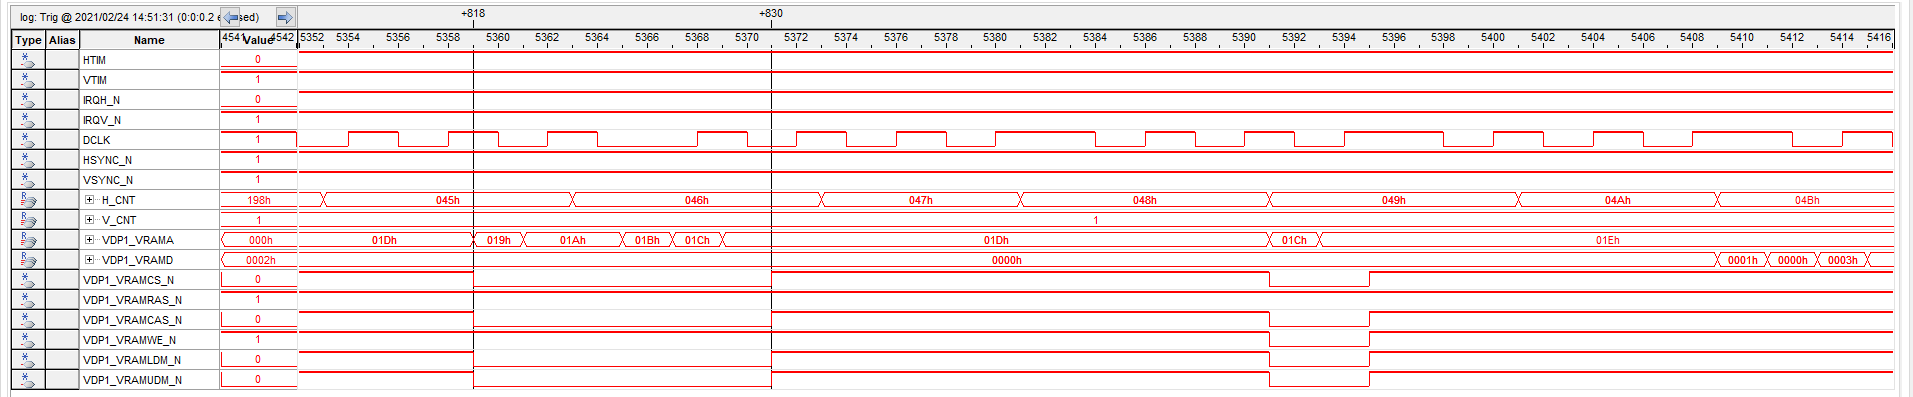 +818 +830
log: Trig @ 2021/02/24 14:51:31 (0:0:0.2 e sed)
Type Alias Name 4541 Value 4542 5352 5354 5356 5358 5360 5362 5364 5366 5368 5370 5372 5374 5376 5378 5380 5382 5384 5386 5388 5390 5392 5394 5396 5398 5400 5402 5404 5406 5408 5410 5412 5414 5416
HTIM 0
VTIM 1
IRQH_N 0
IRQV_N 1
DCLK 1
HSYNC_N 1
VSYNC_N 1
H_CNT 198h 045h 046h 047h 048h 049h 04Ah 04Bh
V_CNT 1 1
VDP1_VRAMA 000h 01Dh 019h 01Ah 01Bh 01Ch 01Dh 01Ch 01Eh
VDP1_VRAMD 0002h 0000h 0001h 0000h 0003h
VDP1_VRAMCS_N 0
VDP1_VRAMRAS_N 1
VDP1_VRAMCAS_N 0
VDP1_VRAMWE_N 1
VDP1_VRAMLDM_N 0
VDP1_VRAMUDM_N 0